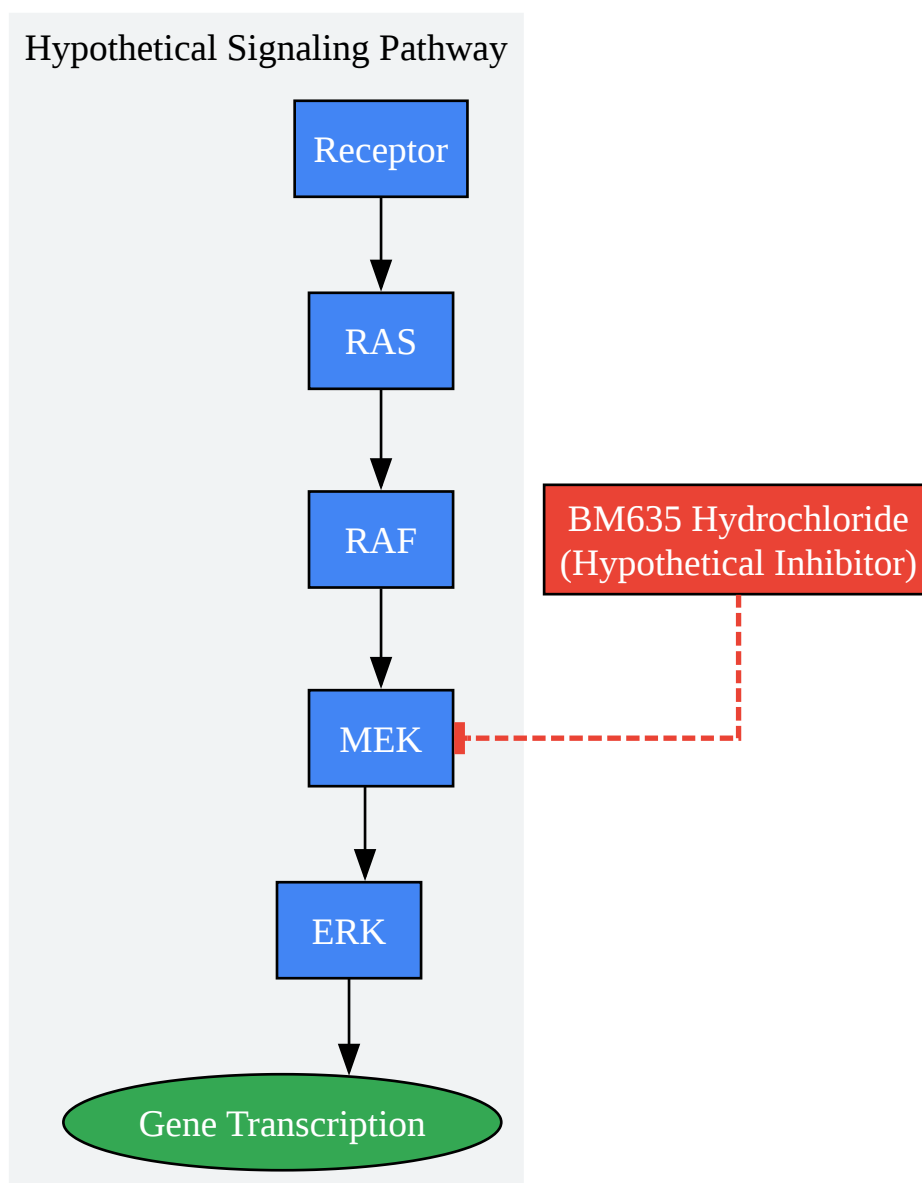 Hypothetical Signaling Pathway
Receptor
RAS
RAF
BM635 Hydrochloride
(Hypothetical Inhibitor)
MEK
ERK
Gene Transcription